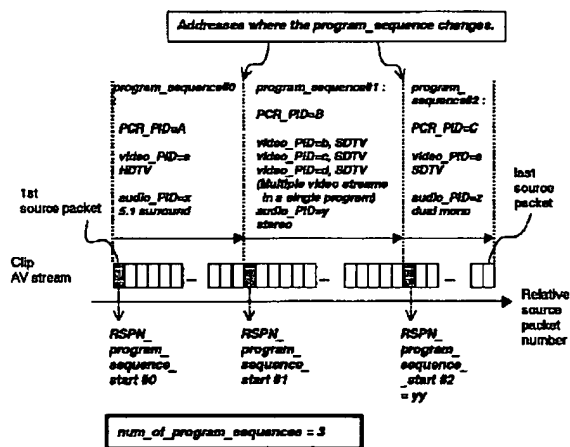 Addresses where the program_sequence changes.
program_sequence#0
PCR_PID=A
video_PID=a
HDTV
audio_PID=x
5.1 suround
program_sequence#1 :
PCR_PID=B
video_PID=b, SDTV
video_PID=c, SDTV
video_PID=d, SDTV
(Multiple video streams
in a single program)
audio_PID=y
stereo
program_
sequence#2 :
PCR_PID=C
video_PID=e
SDTV
audio_PID=z
dual mono
1st
source packet
last
source
packet
Clip
AV stream
Relative
source
packet
number
RSPN_
program_
sequence_
start #0
RSPN_
program_
sequence_
start #1
RSPN_
program_
sequence
_start #2
= yy
num_of_program_sequences = 3